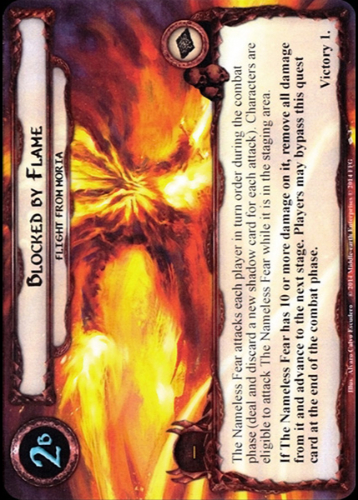 2B
BLOCKED BY FLAME
FLIGHT FROM MORIA
The Nameless Fear attacks each player in turn order during the combat
phase (deal and discard a new shadow card for each attack). Characters are
eligible to attack The Nameless Fear while it is in the staging area.
If The Nameless Fear has 10 or more damage on it, remove all damage
from it and advance to the next stage. Players may bypass this quest
card at the end of the combat phase.
Victory 1.
Illus. Álvaro Calvo Escudero © 2014 Middle-earth Enterprises © 2014 FFG